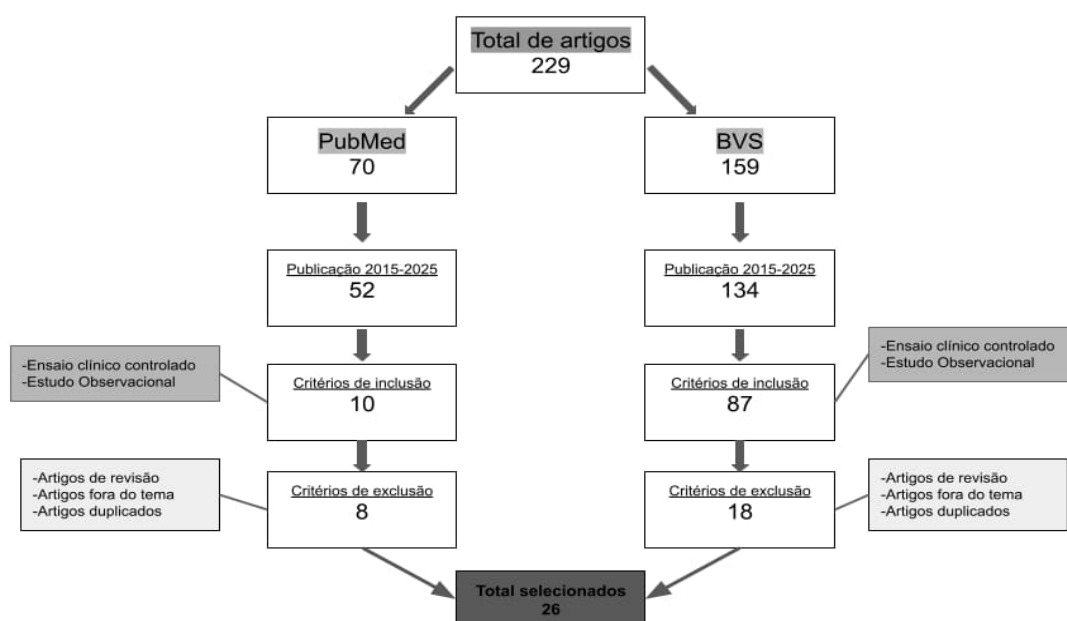 Total de artigos
229
PubMed
70
BVS
159
Publicação 2015-2025
52
Publicação 2015-2025
134
-Ensaio clínico controlado
-Estudo Observacional
Critérios de inclusão
10
Critérios de inclusão
87
-Ensaio clínico controlado
-Estudo Observacional
-Artigos de revisão
-Artigos fora do tema
-Artigos duplicados
Critérios de exclusão
8
Critérios de exclusão
18
-Artigos de revisão
-Artigos fora do tema
-Artigos duplicados
Total selecionados
26